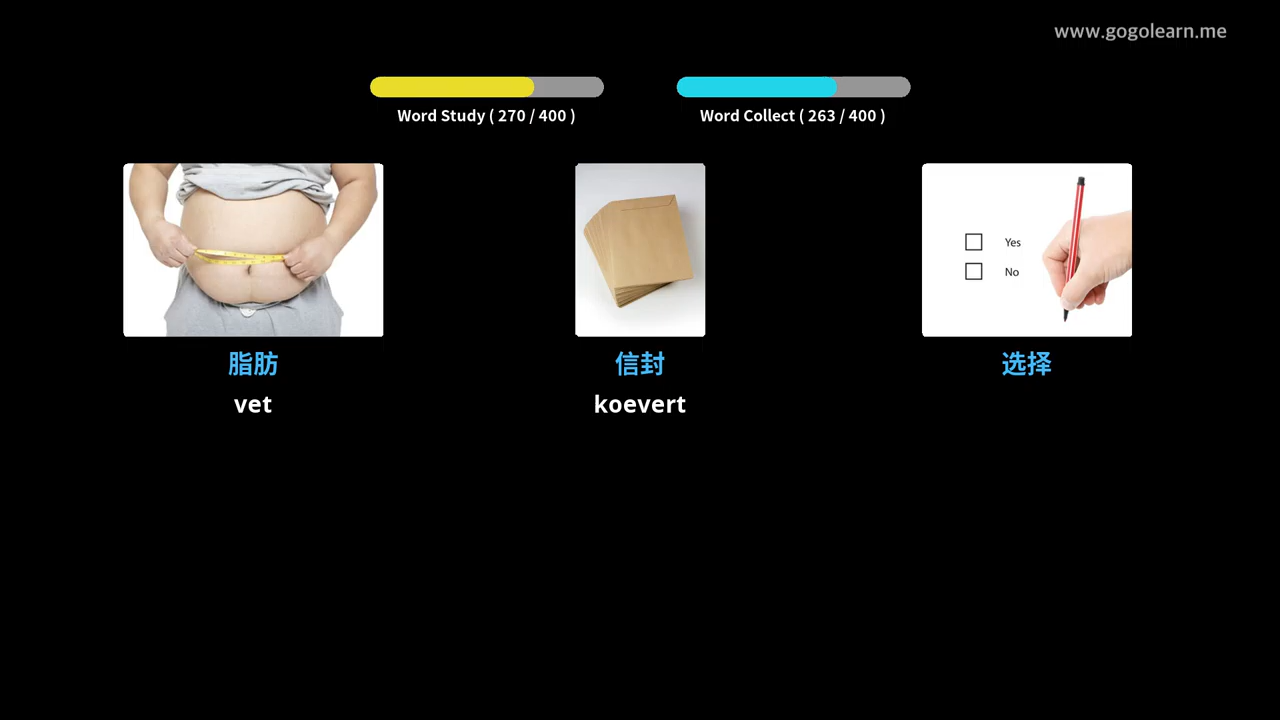 www.gogolearn.me
Word Study ( 270 / 400 )
Word Collect ( 263 / 400 )
Yes
No
脂肪
信封
选择
vet
koevert